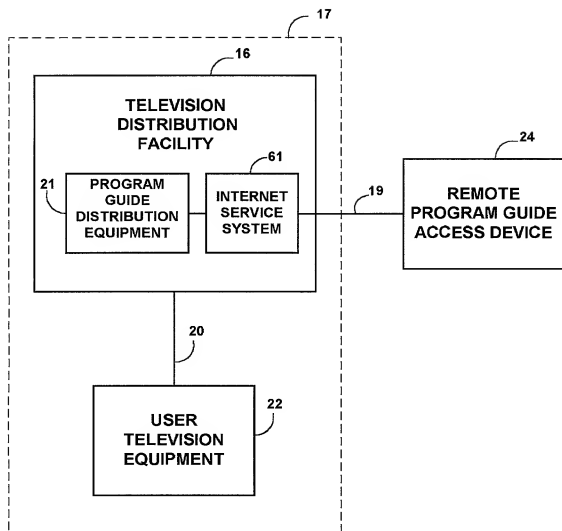 17
16
TELEVISION
DISTRIBUTION
FACILITY
61
21
PROGRAM
GUIDE
DISTRIBUTION
EQUIPMENT
INTERNET
SERVICE
SYSTEM
19
24
REMOTE
PROGRAM GUIDE
ACCESS DEVICE
20
22
USER
TELEVISION
EQUIPMENT